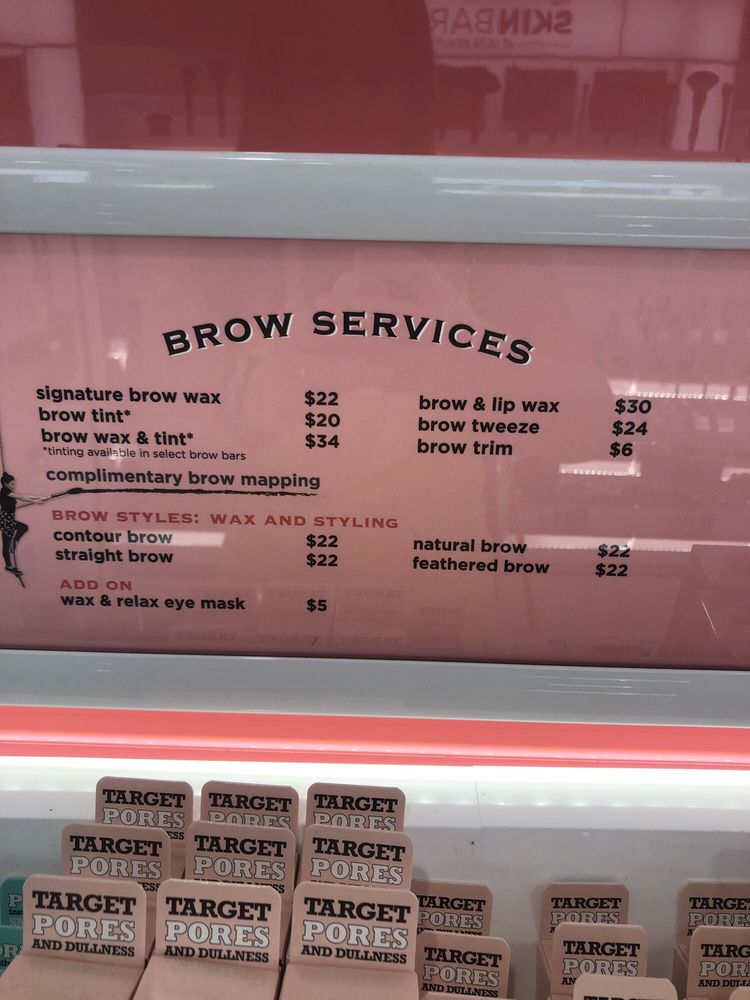 SKINBAR
BROW SERVICES
signature brow wax $22
brow tint* $20
brow wax & tint* $34
*tinting available in select brow bars
brow & lip wax $30
brow tweeze $24
brow trim $6
complimentary brow mapping
BROW STYLES: WAX AND STYLING
contour brow $22
straight brow $22
natural brow $22
feathered brow $22
ADD ON
wax & relax eye mask $5
TARGET
PORES
TARGET
PORES
TARGET
PORES
TARGET
PORES
TARGET
PORES
TARGET
PORES
TARGET
PORES
AND DULLNESS
TARGET
PORES
AND DULLNESS
TARGET
PORES
AND DULLNESS
TARGET
PORES
TARGET
PORES
TARGET
TARGET
PORES
AND DULLNESS
TARGET
PORES